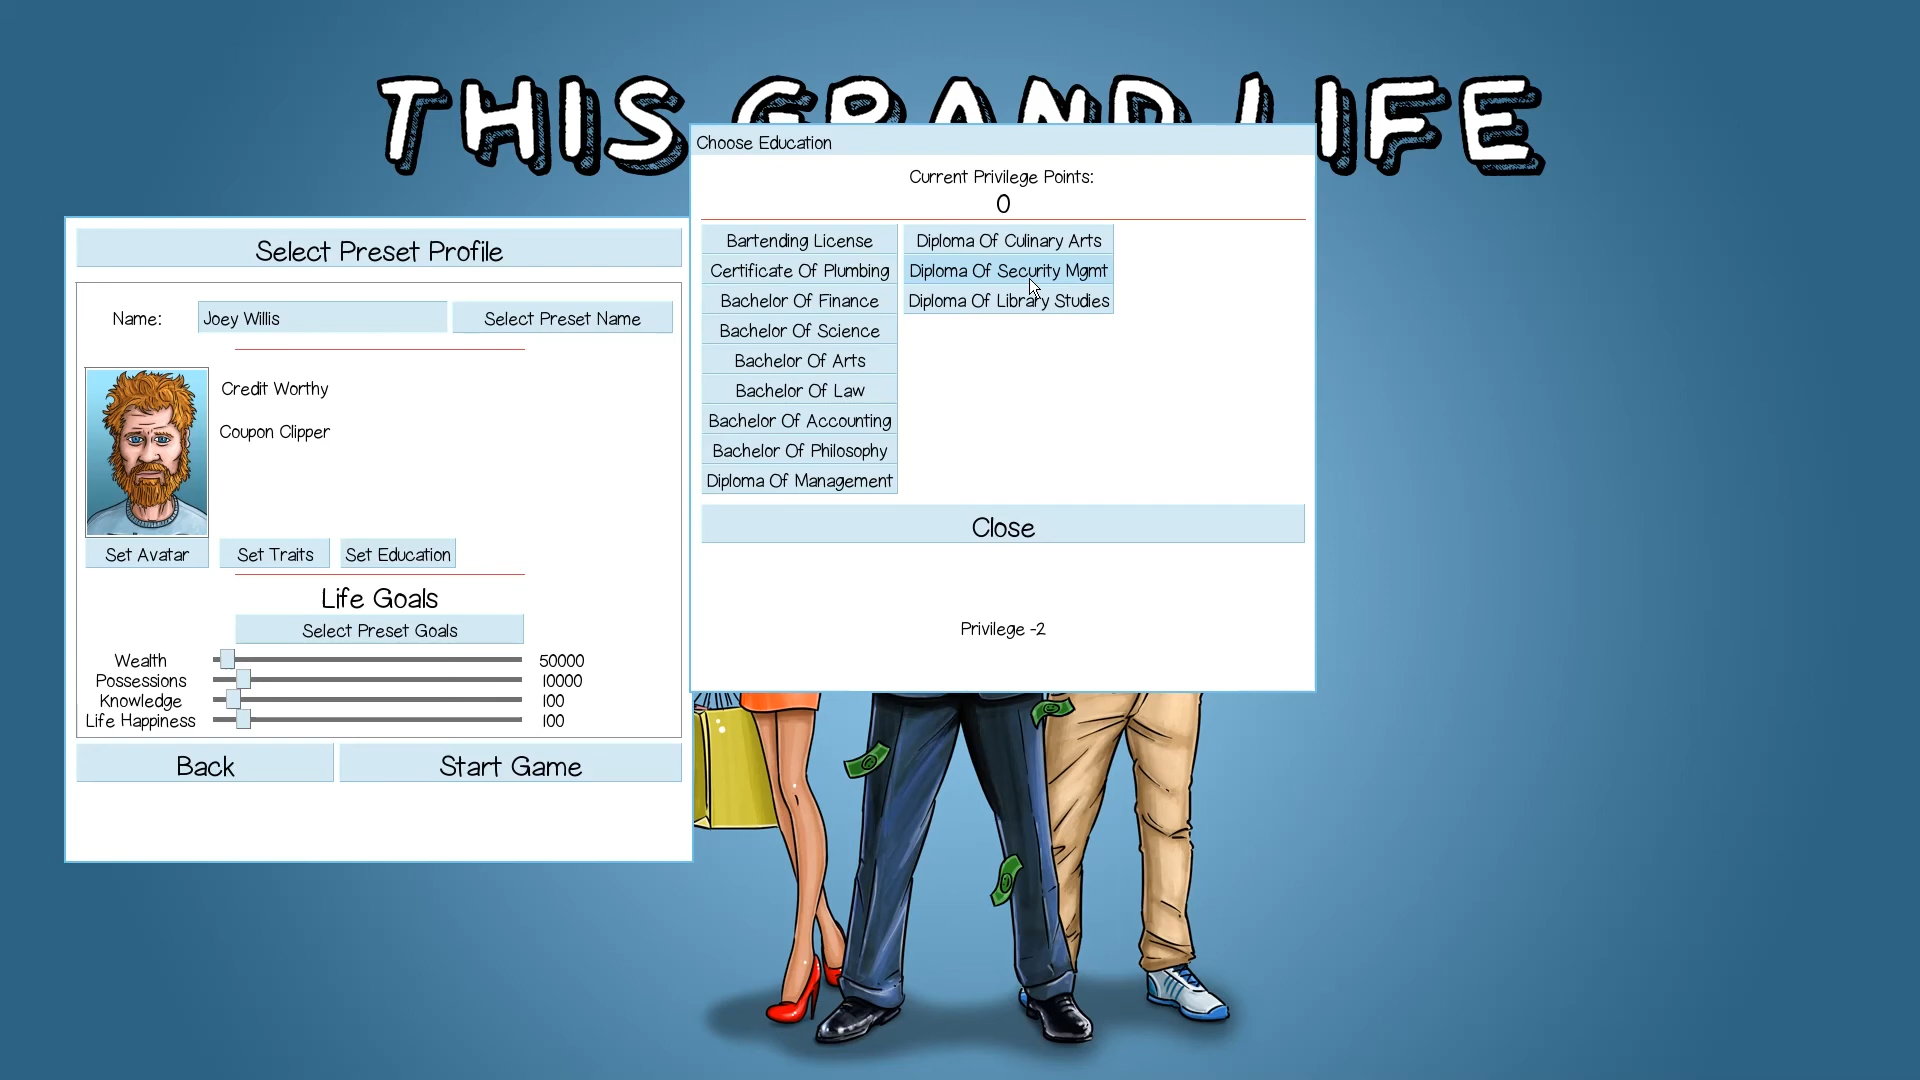 THIS GRAND LIFE
Choose Education
Current Privilege Points:
0
Bartending License
Diploma Of Culinary Arts
Certificate Of Plumbing
Diploma Of Security Mgmt
Bachelor Of Finance
Diploma Of Library Studies
Bachelor Of Science
Bachelor Of Arts
Bachelor Of Law
Bachelor Of Accounting
Bachelor Of Philosophy
Diploma Of Management
Close
Privilege -2
Select Preset Profile
Name: Joey Willis Select Preset Name
Credit Worthy
Coupon Clipper
Set Avatar Set Traits Set Education
Life Goals
Select Preset Goals
Wealth 50000
Possessions 10000
Knowledge 100
Life Happiness 100
Back Start Game